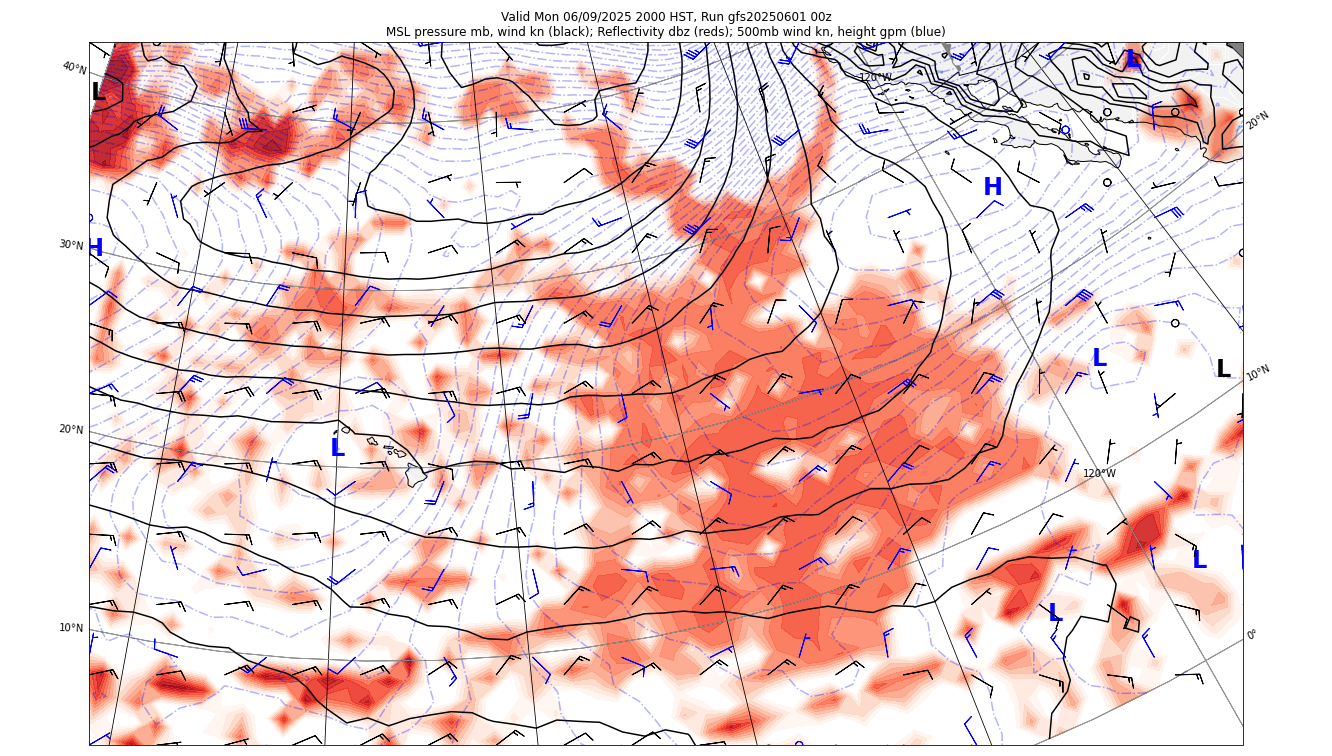 Valid Mon 06/09/2025 2000 HST, Run gfs20250601 00z
MSL pressure mb, wind kn (black); Reflectivity dbz (reds); 500mb wind kn, height gpm (blue)
L
40°N
120°W
L
20°N
H
30°N
H
L
L
10°N
20°N
L
120°W
L
L
10°N
0°